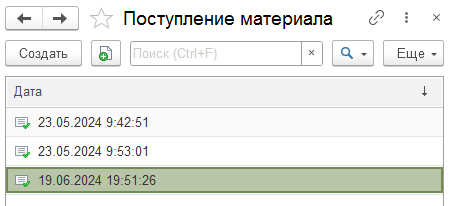 Поступление материала
Создать
Поиск (Ctrl+F)
×
Еще
Дата
23.05.2024 9:42:51
23.05.2024 9:53:01
19.06.2024 19:51:26